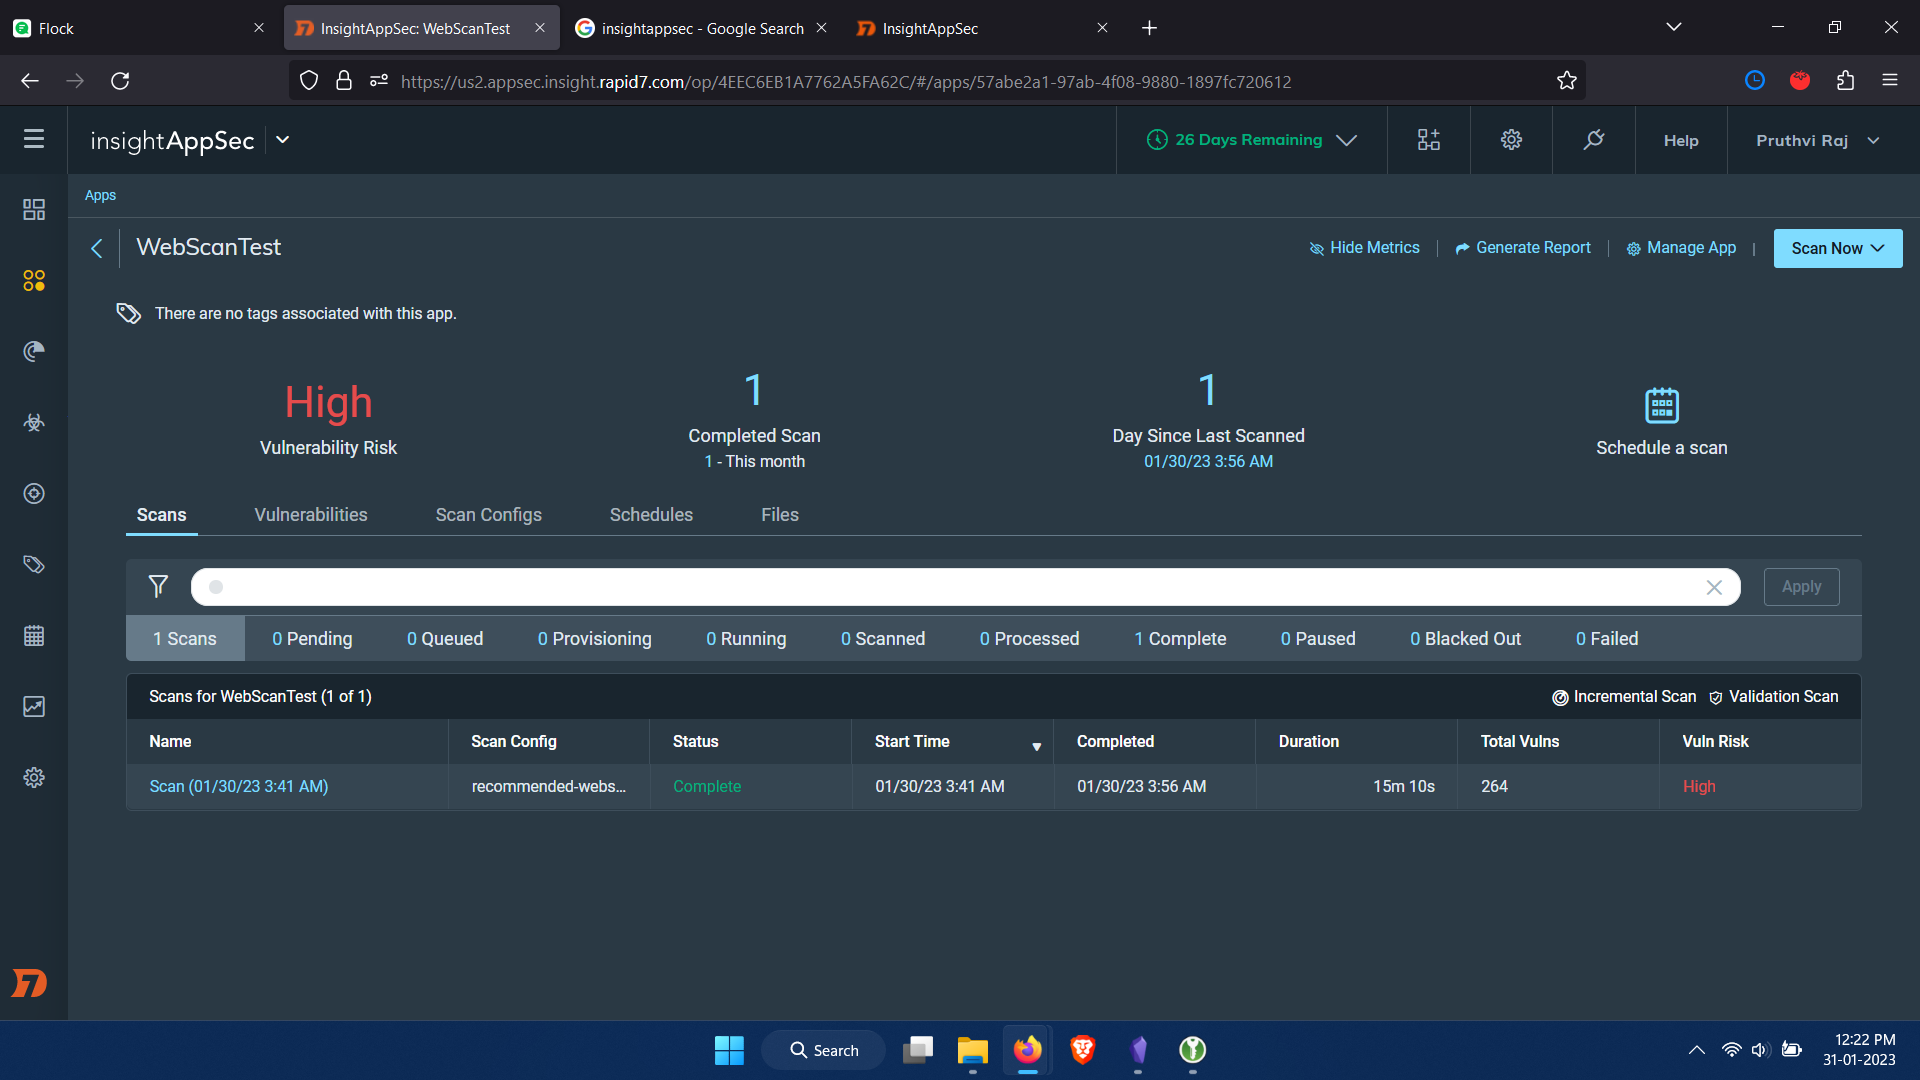 Flock
InsightAppSec: WebScanTest
insightappsec - Google Search
InsightAppSec
https://us2.appsec.insight.rapid7.com/op/4EEC6EB1A7762A5FA62C/#/apps/57abe2a1-97ab-4f08-9880-1897fc720612
insightAppSec
26 Days Remaining
Help
Pruthvi Raj
Apps
WebScanTest
Hide Metrics
Generate Report
Manage App
Scan Now
There are no tags associated with this app.
High
Vulnerability Risk
1
Completed Scan
1 - This month
1
Day Since Last Scanned
01/30/23 3:56 AM
Schedule a scan
Scans
Vulnerabilities
Scan Configs
Schedules
Files
Apply
1 Scans
0 Pending
0 Queued
0 Provisioning
0 Running
0 Scanned
0 Processed
1 Complete
0 Paused
0 Blacked Out
0 Failed
Scans for WebScanTest (1 of 1)
Incremental Scan
Validation Scan
Name
Scan Config
Status
Start Time
Completed
Duration
Total Vulns
Vuln Risk
Scan (01/30/23 3:41 AM)
recommended-webs...
Complete
01/30/23 3:41 AM
01/30/23 3:56 AM
15m 10s
264
High
Search
12:22 PM
31-01-2023